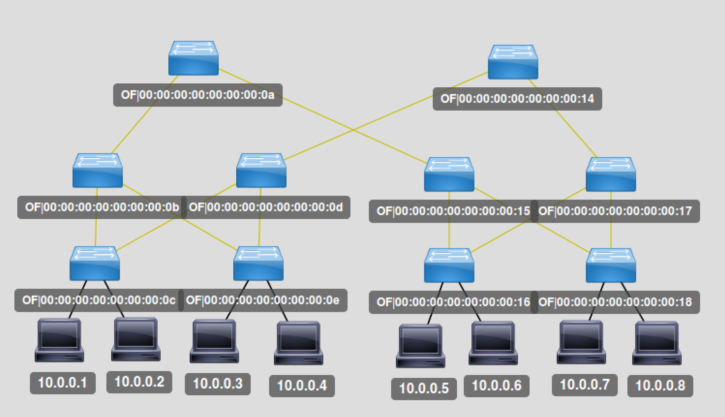 OF|00:00:00:00:00:00:00:0a
OF|00:00:00:00:00:00:00:14
OF|00:00:00:00:00:00:00:0b
OF|00:00:00:00:00:00:00:0d
OF|00:00:00:00:00:00:00:15
OF|00:00:00:00:00:00:00:17
OF|00:00:00:00:00:00:00:0c
OF|00:00:00:00:00:00:00:0e
OF|00:00:00:00:00:00:00:16
OF|00:00:00:00:00:00:00:18
10.0.0.1
10.0.0.2
10.0.0.3
10.0.0.4
10.0.0.5
10.0.0.6
10.0.0.7
10.0.0.8